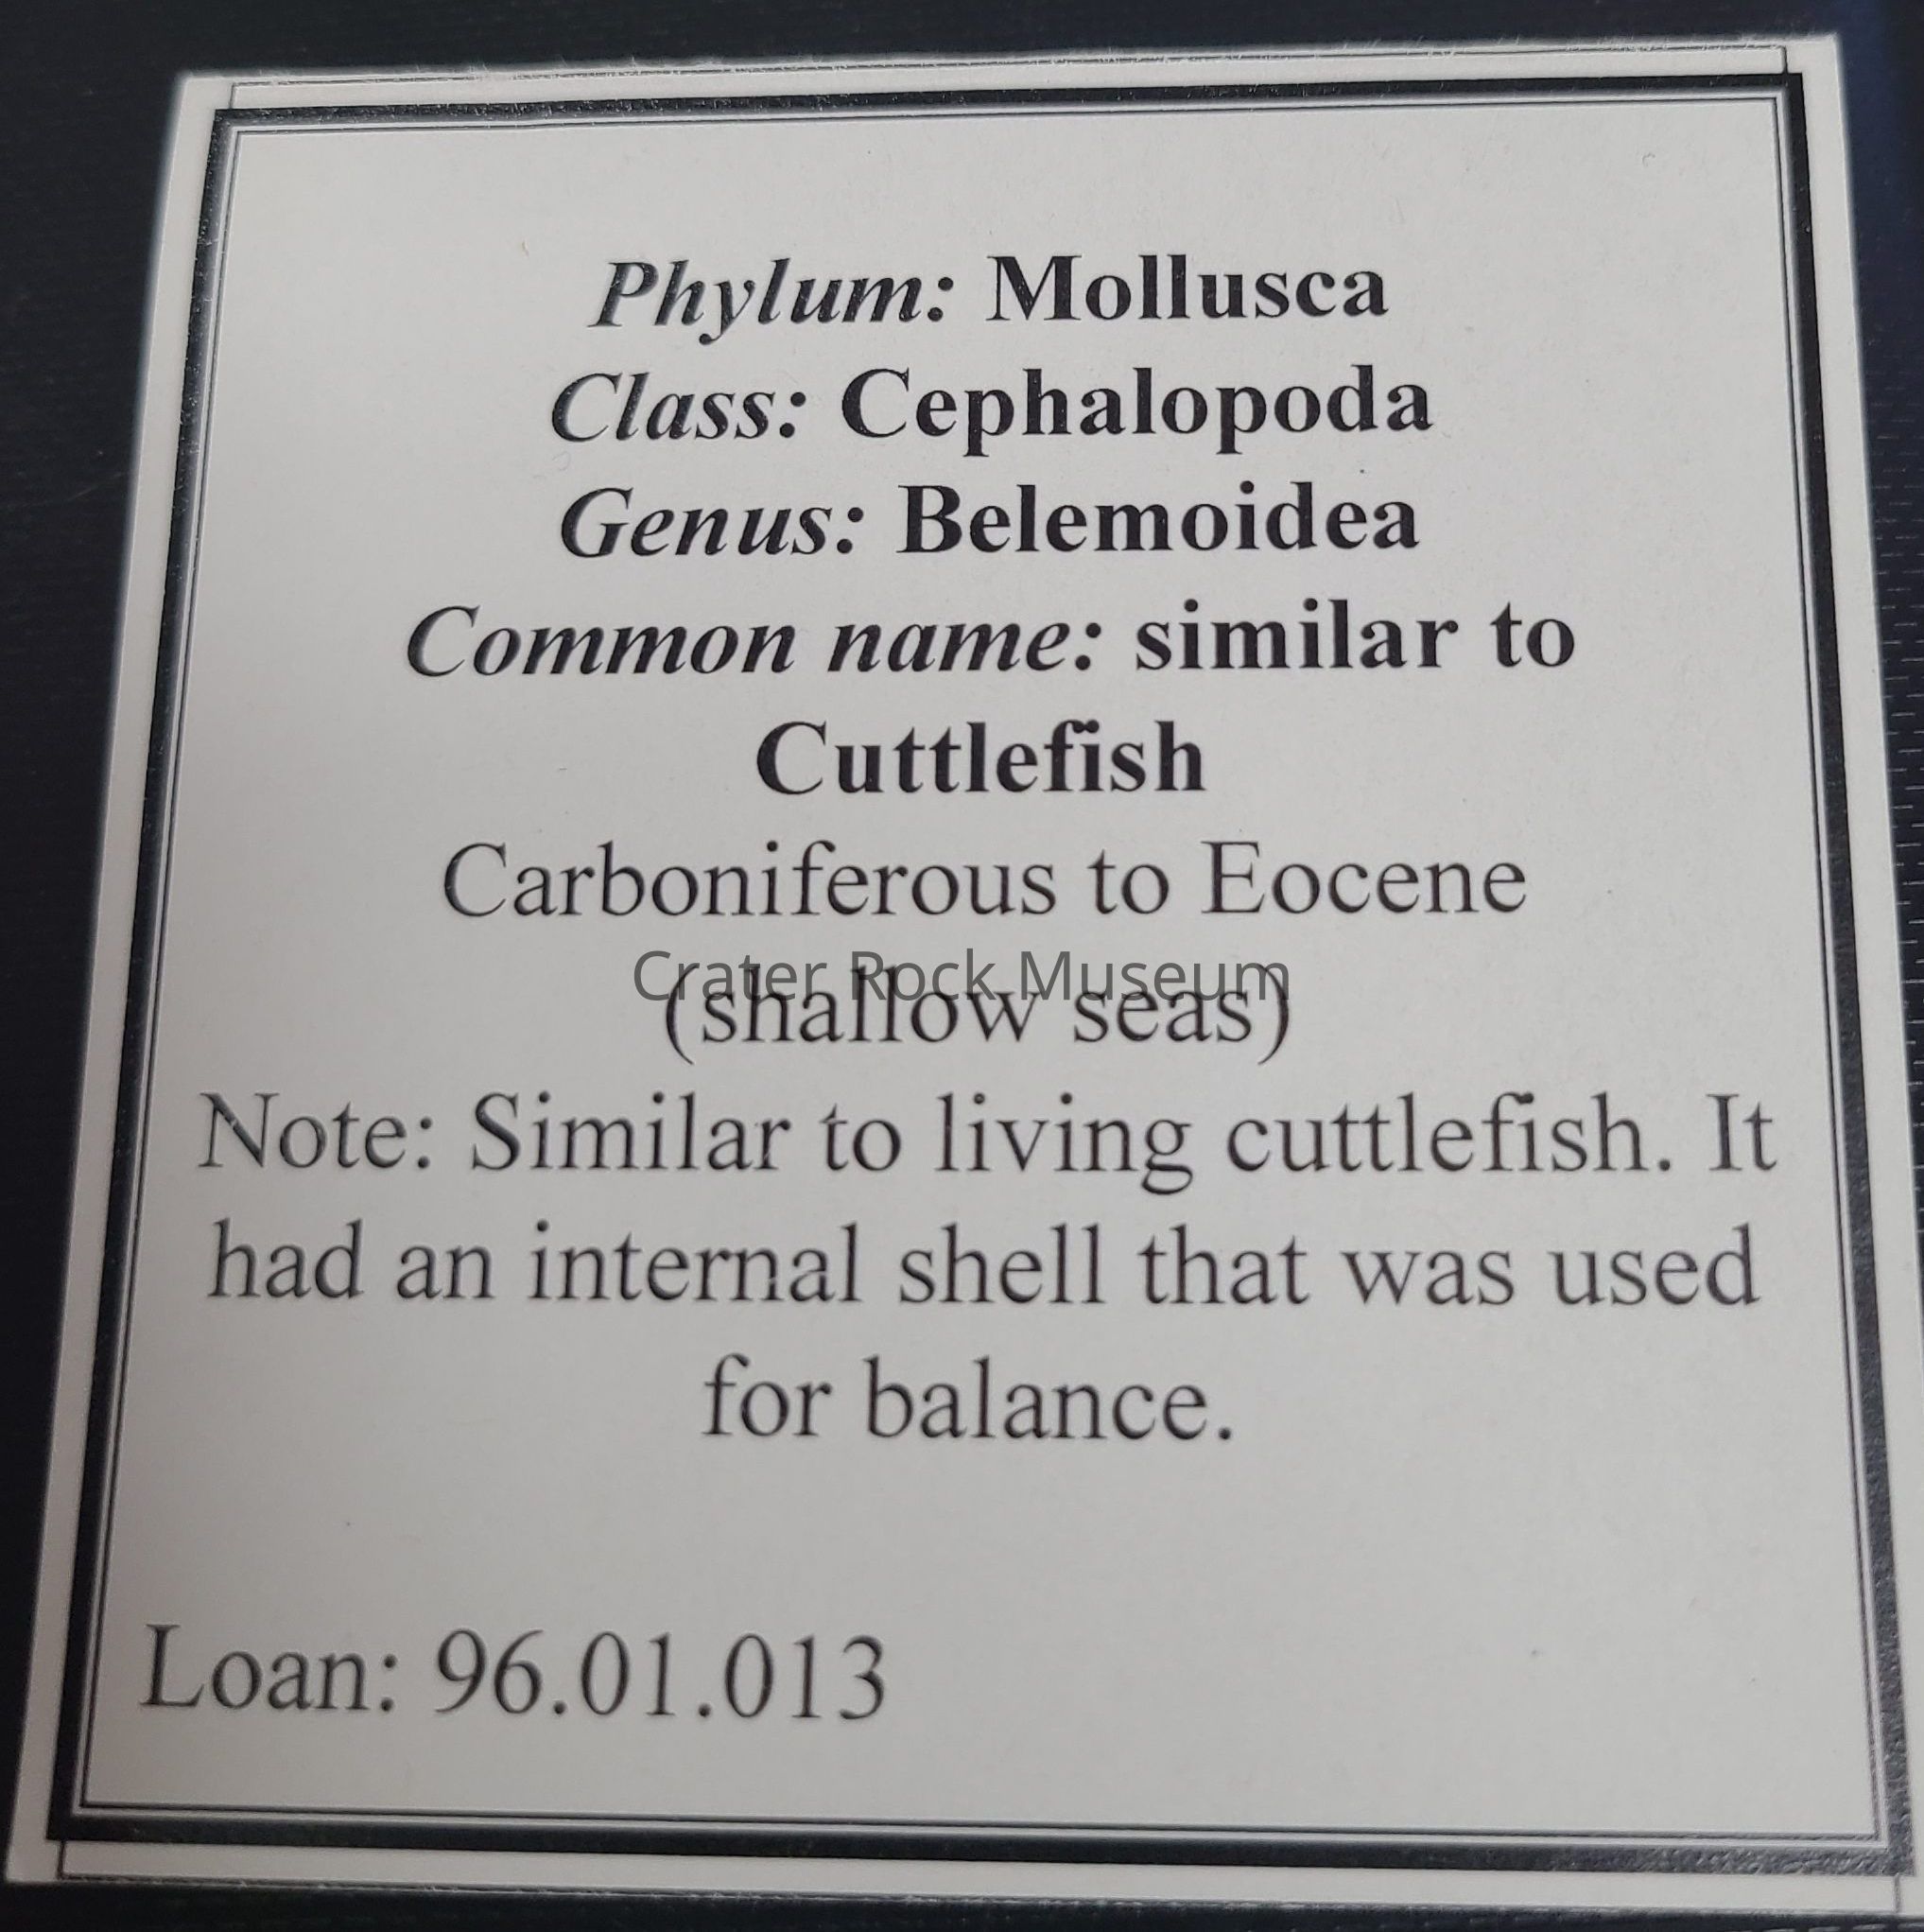 Phylum: Mollusca
Class: Cephalopoda
Genus: Belemoidea
Common name: similar to
Cuttlefish
Carboniferous to Eocene
Crater Rock Museum
(shallow seas)
Note: Similar to living cuttlefish. It
had an internal shell that was used
for balance.
Loan: 96.01.013